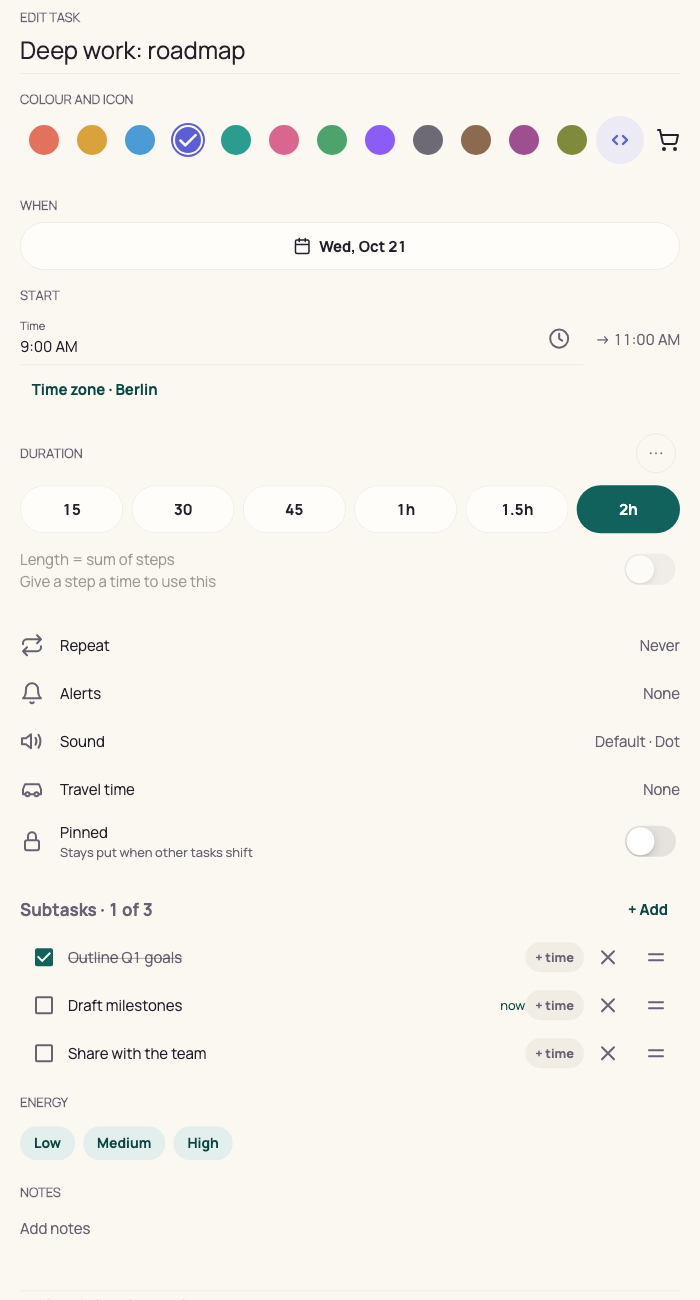 EDIT TASK
Deep work: roadmap
COLOUR AND ICON
WHEN
Wed, Oct 21
START
Time
9:00 AM
→ 11:00 AM
Time zone · Berlin
DURATION
...
15 30 45 1h 1.5h 2h
Length = sum of steps
Give a step a time to use this
Repeat Never
Alerts None
Sound Default · Dot
Travel time None
Pinned
Stays put when other tasks shift
Subtasks · 1 of 3 + Add
Outline Q1 goals + time
Draft milestones now + time
Share with the team + time
ENERGY
Low Medium High
NOTES
Add notes